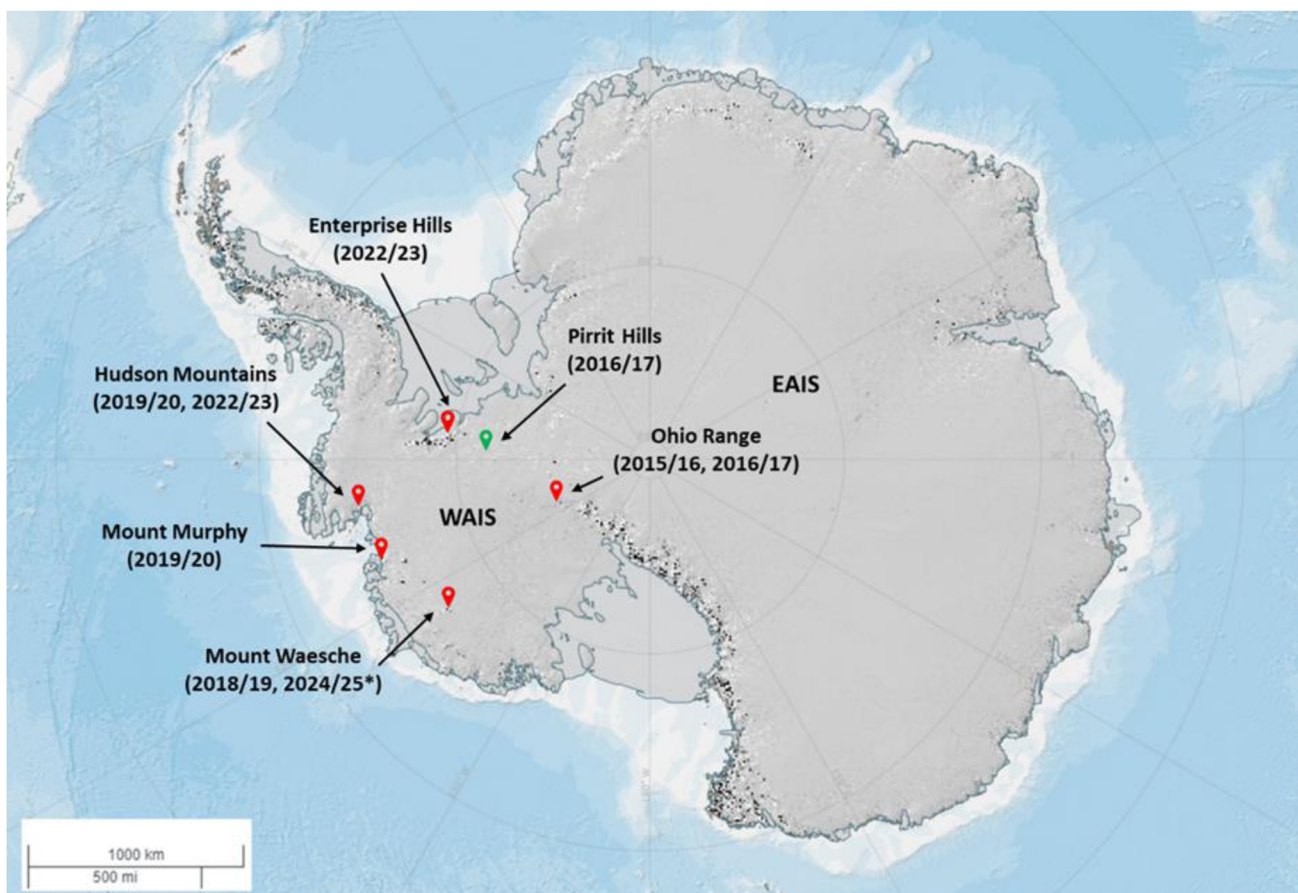 Enterprise Hills
(2022/23)
Pirrit Hills
(2016/17)
Hudson Mountains
(2019/20, 2022/23)
EAIS
Ohio Range
(2015/16, 2016/17)
WAIS
Mount Murphy
(2019/20)
Mount Waesche
(2018/19, 2024/25*)
1000 km
500 mi